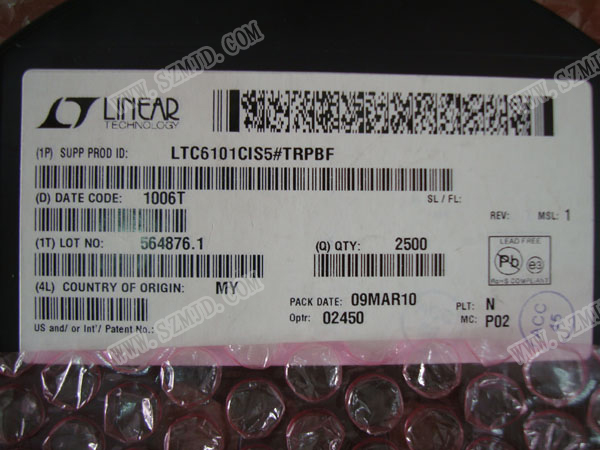 LINEAR
TECHNOLOGY
(1P) SUPP PROD ID: LTC6101CIS5#TRPBF
(D) DATE CODE: 1006T
SL / FL:
REV: MSL: 1
(1T) LOT NO: 564876.1
(Q) QTY: 2500
LEAD FREE
Pb e3
RoHS COMPLIANT
(4L) COUNTRY OF ORIGIN: MY
PACK DATE: 09MAR10
PLT: N
Optr: 02450
MC: P02
US and/ or Int'/ Patent No.:
WWW.SZMJD.COM
WWW.SZMJD.COM
WWW.SZMJD.COM
WWW.SZMJD.COM